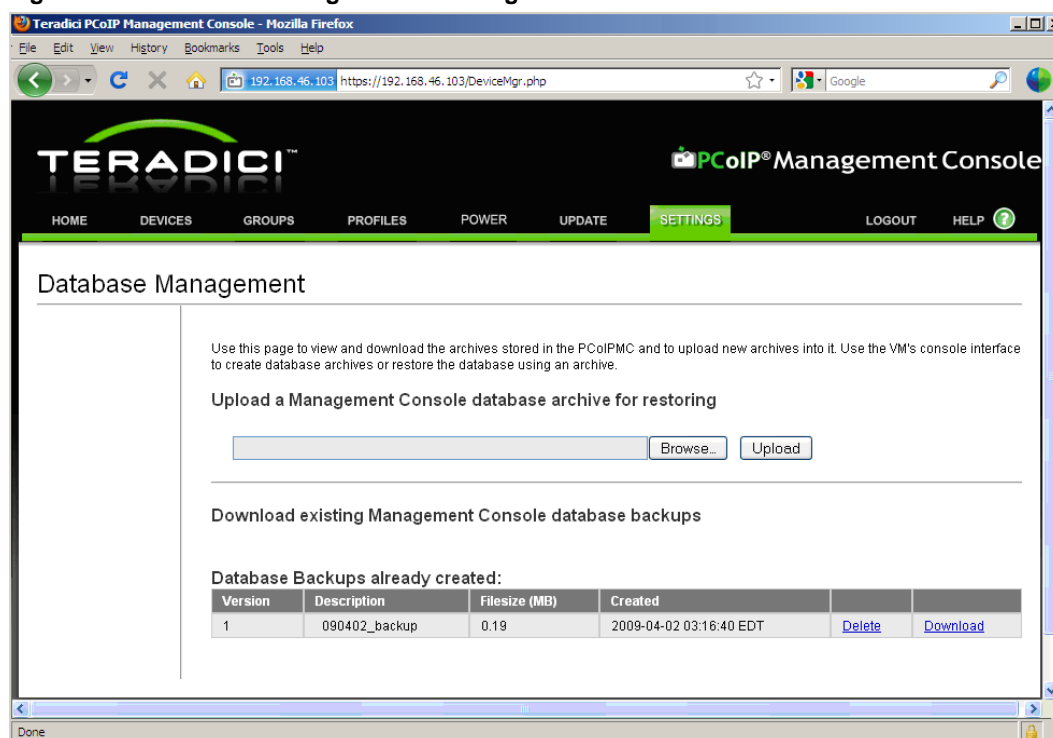 Teradici PCoIP Management Console - Mozilla Firefox
File Edit View History Bookmarks Tools Help
192.168.46.103 https://192.168.46.103/DeviceMgr.php Google
TERADICI™
PCoIP® Management Console
HOME DEVICES GROUPS PROFILES POWER UPDATE SETTINGS LOGOUT HELP ?
Database Management
Use this page to view and download the archives stored in the PCoIPMC and to upload new archives into it. Use the VM's console interface
to create database archives or restore the database using an archive.
Upload a Management Console database archive for restoring
Browse... Upload
Download existing Management Console database backups
Database Backups already created:
Version Description Filesize (MB) Created
1 090402_backup 0.19 2009-04-02 03:16:40 EDT Delete Download
Done